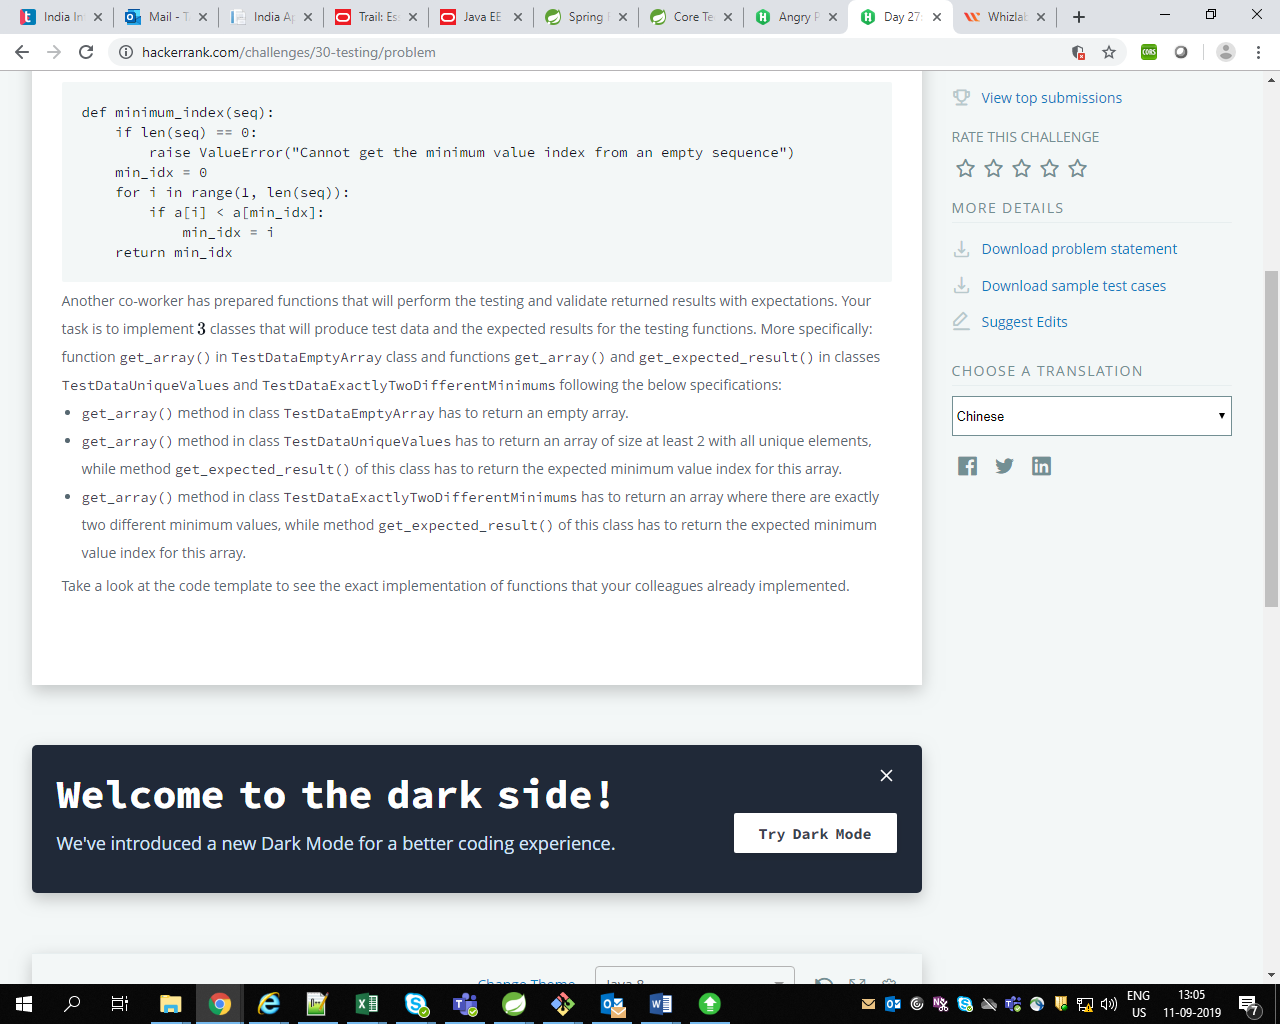 India In
Mail - T
India Ap
Trail: Es
Java EE
Spring
Core Te
Angry P
Day 27:
Whizlab
hackerrank.com/challenges/30-testing/problem
CORS
def minimum_index(seq):
if len(seq) == 0:
raise ValueError("Cannot get the minimum value index from an empty sequence")
min_idx = 0
for i in range(1, len(seq)):
if a[i] < a[min_idx]:
min_idx = i
return min_idx
Another co-worker has prepared functions that will perform the testing and validate returned results with expectations. Your
task is to implement 3 classes that will produce test data and the expected results for the testing functions. More specifically:
function get_array() in TestDataEmptyArray class and functions get_array() and get_expected_result() in classes
TestDataUniqueValues and TestDataExactlyTwoDifferentMinimums following the below specifications:
• get_array() method in class TestDataEmptyArray has to return an empty array.
• get_array() method in class TestDataUniqueValues has to return an array of size at least 2 with all unique elements,
while method get_expected_result() of this class has to return the expected minimum value index for this array.
• get_array() method in class TestDataExactlyTwoDifferentMinimums has to return an array where there are exactly
two different minimum values, while method get_expected_result() of this class has to return the expected minimum
value index for this array.
Take a look at the code template to see the exact implementation of functions that your colleagues already implemented.
View top submissions
RATE THIS CHALLENGE
MORE DETAILS
Download problem statement
Download sample test cases
Suggest Edits
CHOOSE A TRANSLATION
Chinese
Welcome to the dark side!
We've introduced a new Dark Mode for a better coding experience.
Try Dark Mode
Change Theme
Java 8
ENG
US
13:05
11-09-2019
7